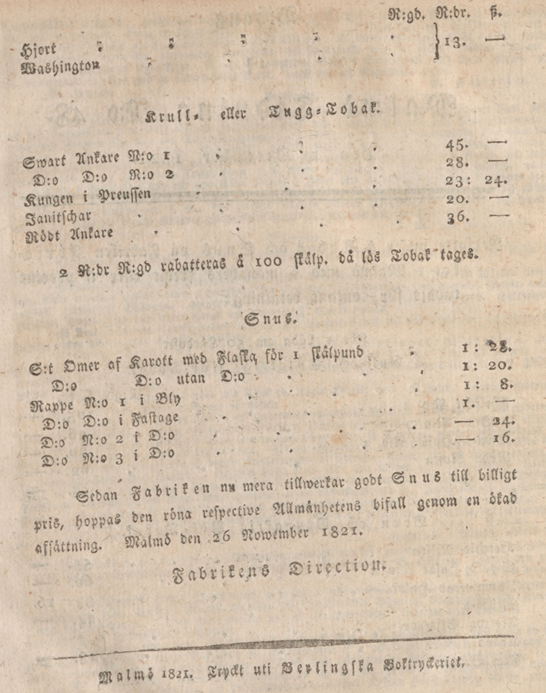 R:gd. R:dr. ß.
Hjort } 13. —
Washington
Krull- eller Tugg-Tobak.
Swart Ankare N:o 1 45. —
D:o D:o N:o 2 28. —
Kungen i Preussen 23: 24.
Janitschar 20. —
Rödt Ankare 36. —
2 R:dr R:gd rabatteras å 100 skålp. då lös Tobak tages.
Snus.
S:t Omer af Karott med Flaska för 1 skålpund 1: 28.
D:o D:o utan D:o 1: 20.
Rappe N:o 1 i Bly 1: 8.
D:o D:o i Fastage 1. —
D:o N:o 2 i D:o — 24.
D:o N:o 3 i D:o — 16.
Sedan Fabriken nu mera tillwerkar godt Snus till billigt
pris, hoppas den röna respective Allmänhetens bifall genom en ökad
afsättning. Malmö den 26 November 1821.
Fabrikens Direction.
Malmö 1821. Tryckt uti Berlingska Boktryckeriet.